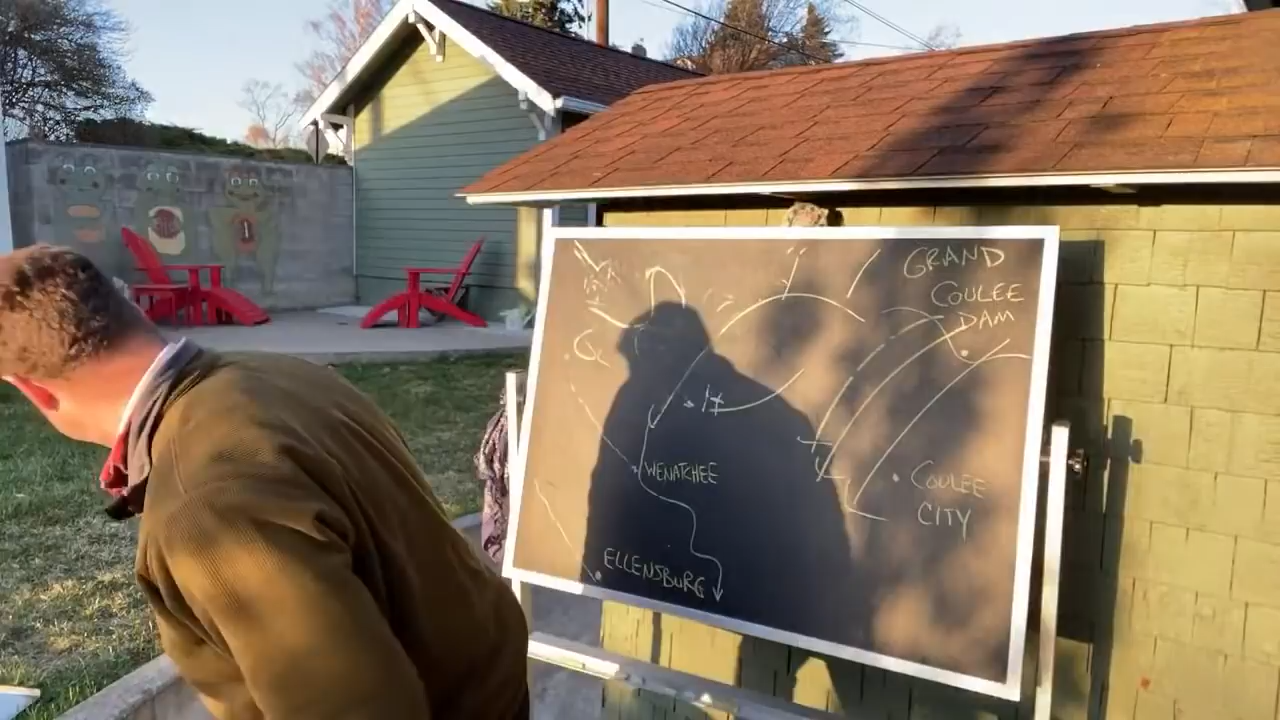 GRAND
COULEE
DAM
WENATCHEE
COULEE
CITY
ELLENSBURG